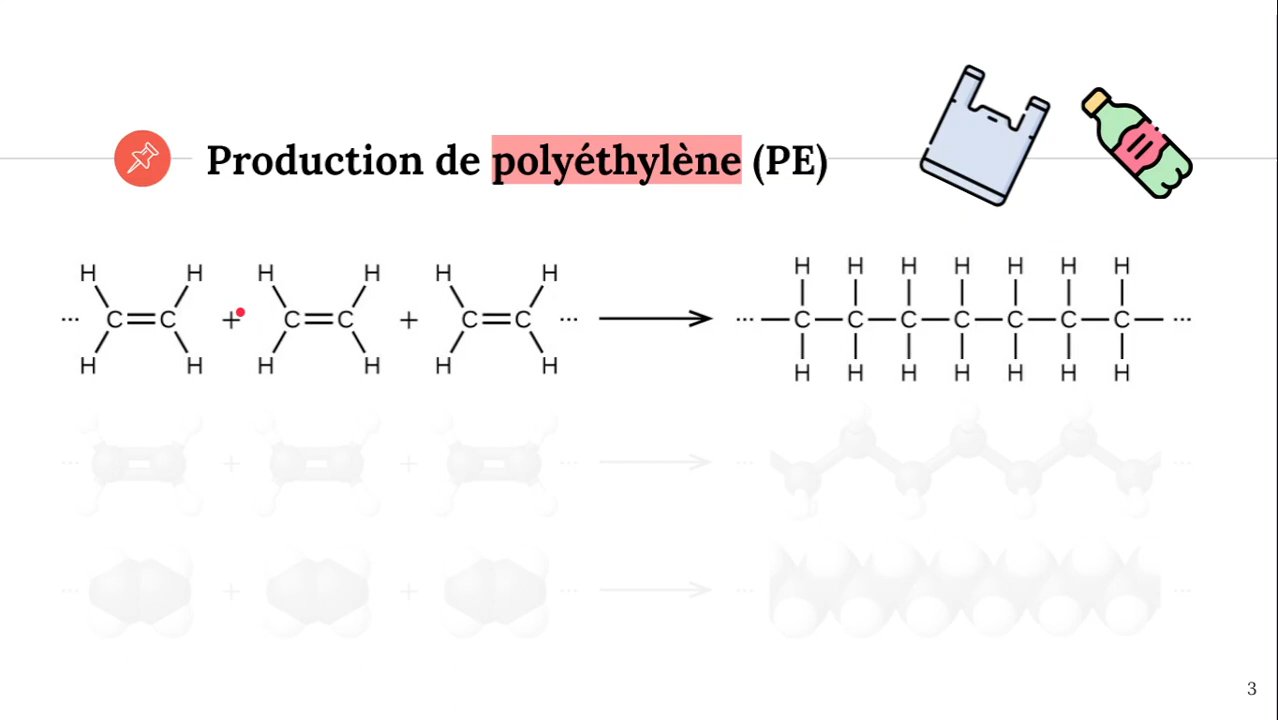 Production de polyéthylène (PE)
H H H H H H H H H H H H H
... C=C + C=C + C=C ... → ... —C—C—C—C—C—C—C— ...
H H H H H H H H H H H H H
... + + ... → ... ...
... + + ... → ... ...
3